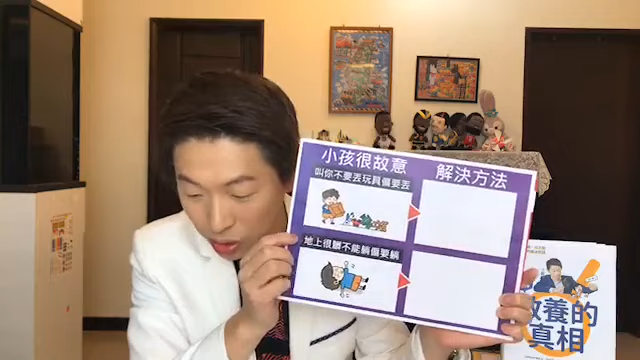 小孩很故意
解決方法
叫你不要丟玩具偏要丟
地上很髒不能躺偏要躺
教養的
真相